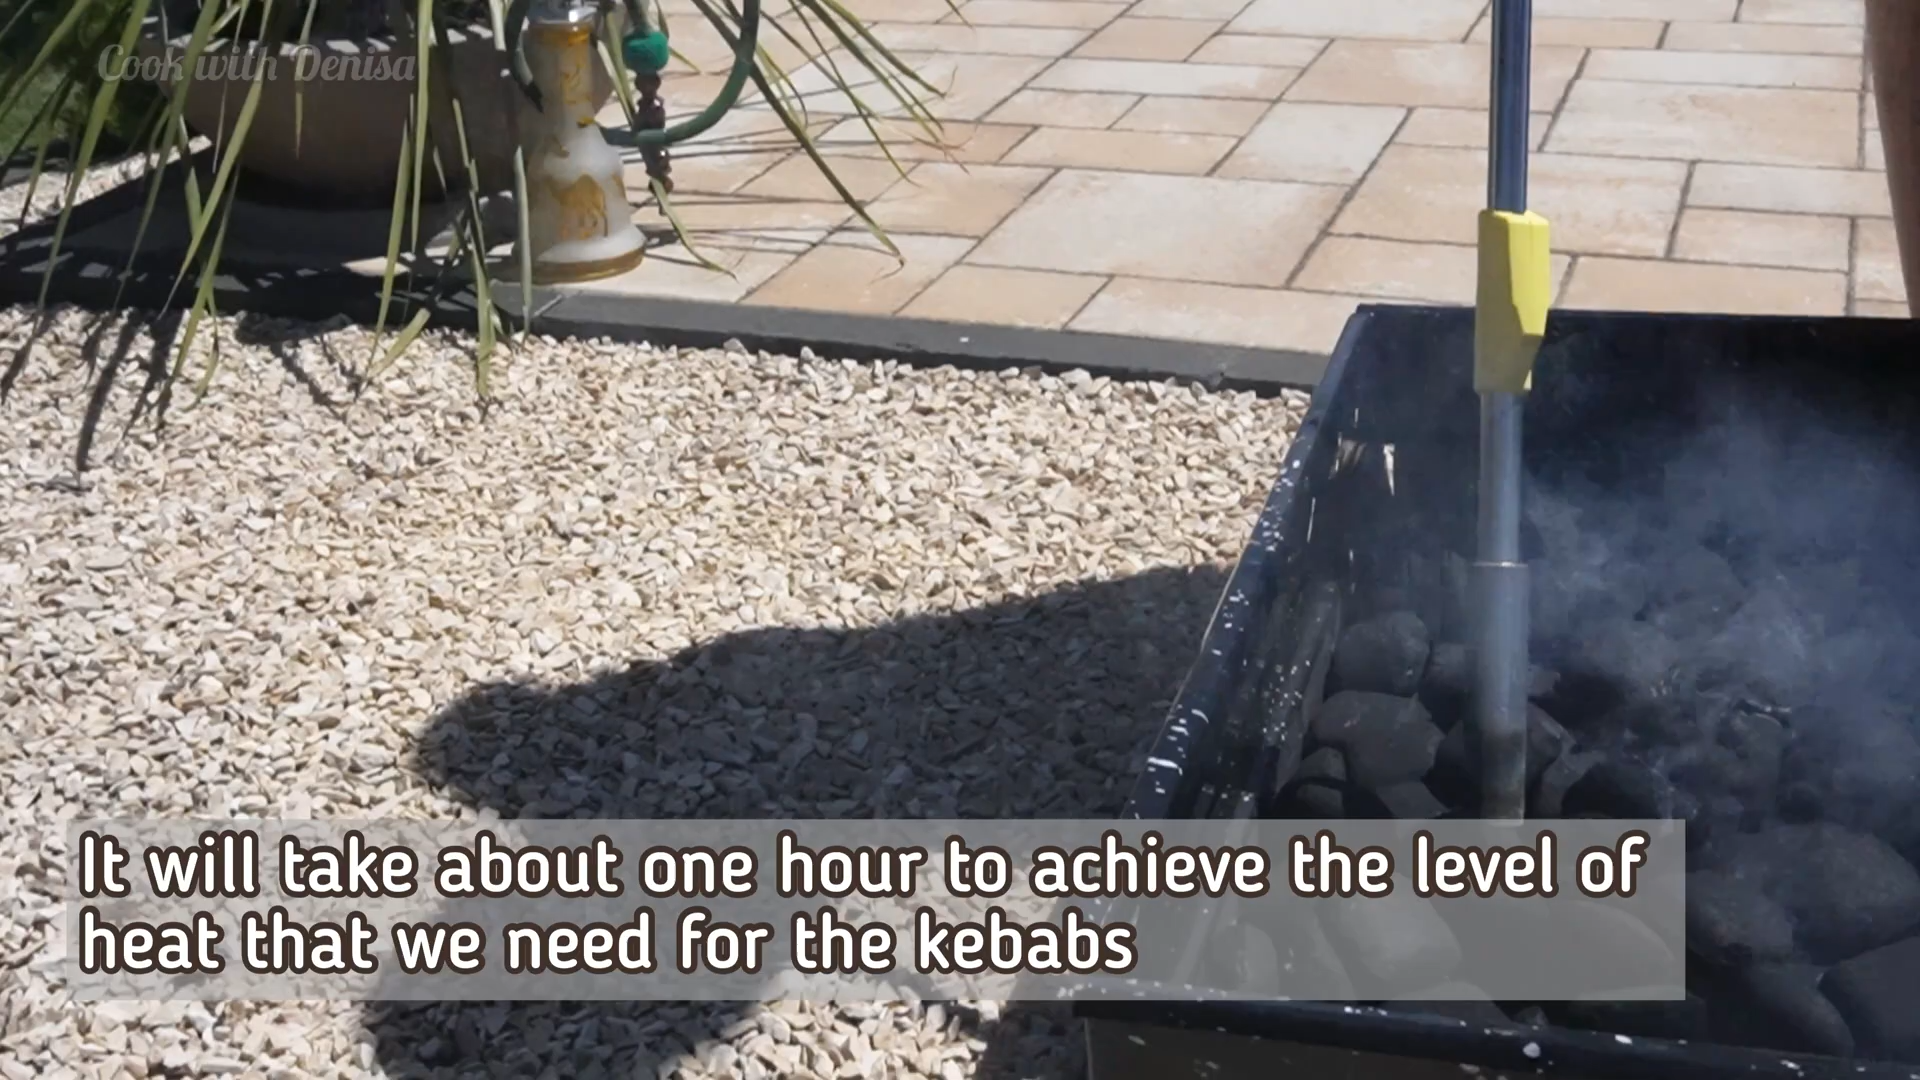 Cook with Denisa
It will take about one hour to achieve the level of
heat that we need for the kebabs